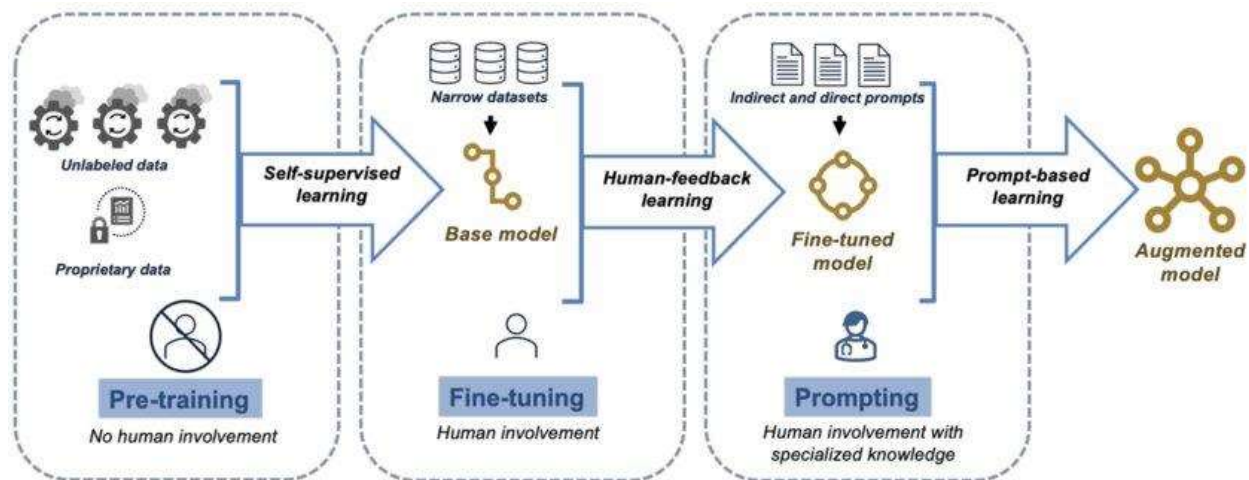 Unlabeled data
Proprietary data
Pre-training
No human involvement
Self-supervised
learning
Narrow datasets
Base model
Fine-tuning
Human involvement
Human-feedback
learning
Indirect and direct prompts
Fine-tuned
model
Prompting
Human involvement with
specialized knowledge
Prompt-based
learning
Augmented
model